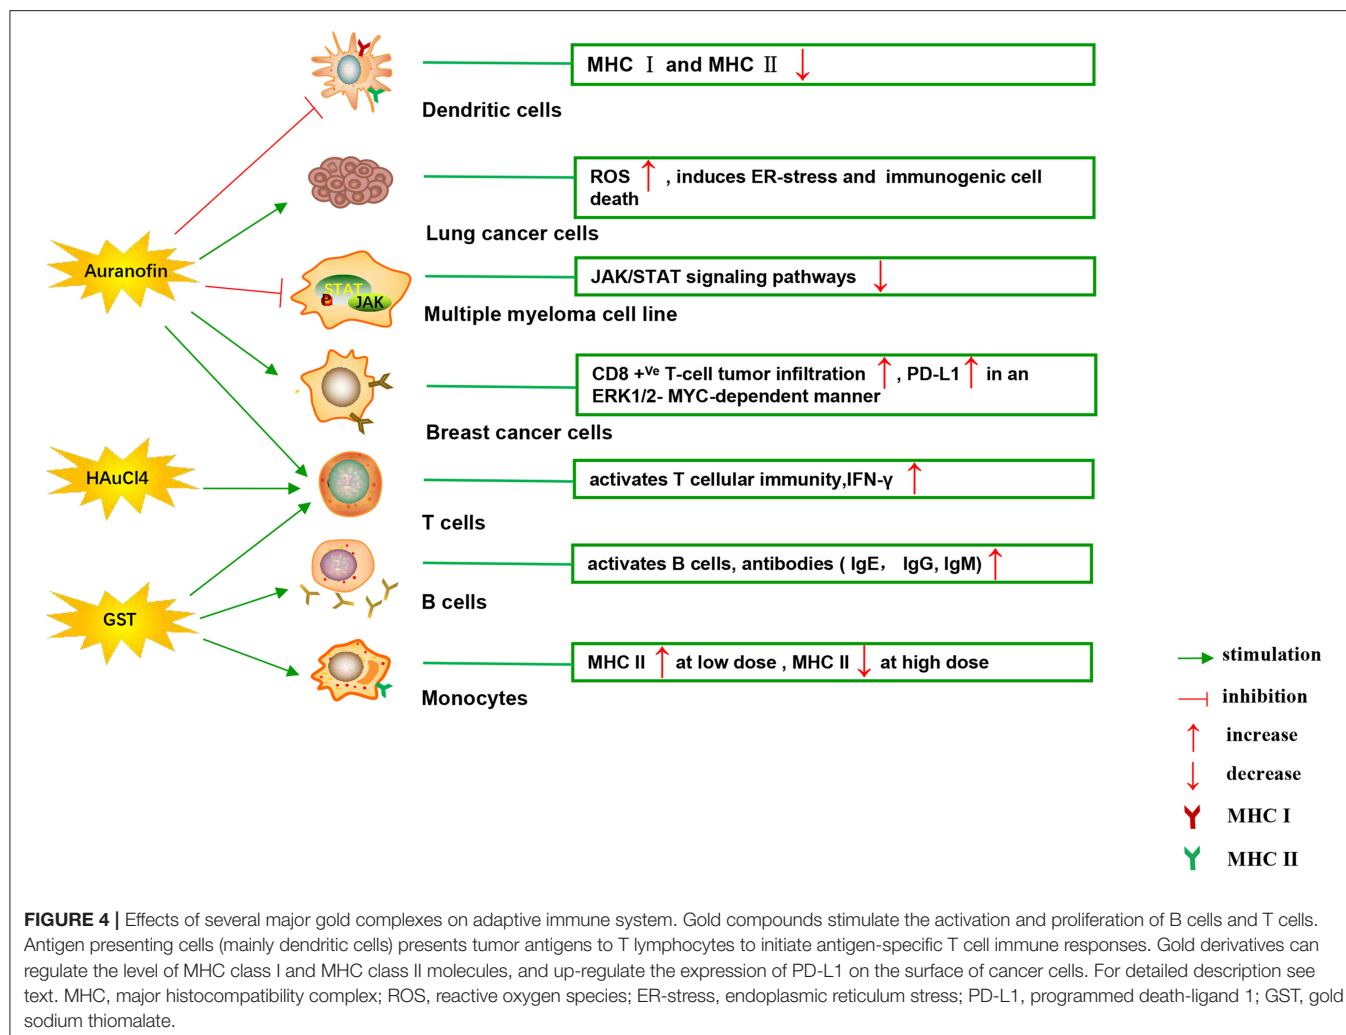 MHC Ⅰ and MHC Ⅱ
Dendritic cells
ROS , induces ER-stress and immunogenic cell
death
Lung cancer cells
Auranofin
STAT
P
JAK
JAK/STAT signaling pathways
Multiple myeloma cell line
CD8 +Ve T-cell tumor infiltration , PD-L1 in an
ERK1/2- MYC-dependent manner
Breast cancer cells
HAuCl4
activates T cellular immunity,IFN-γ
T cells
activates B cells, antibodies ( IgE, IgG, IgM)
B cells
GST
MHC II at low dose , MHC II at high dose
Monocytes
stimulation
inhibition
increase
decrease
MHC I
MHC II
FIGURE 4 | Effects of several major gold complexes on adaptive immune system. Gold compounds stimulate the activation and proliferation of B cells and T cells.
Antigen presenting cells (mainly dendritic cells) presents tumor antigens to T lymphocytes to initiate antigen-specific T cell immune responses. Gold derivatives can
regulate the level of MHC class I and MHC class II molecules, and up-regulate the expression of PD-L1 on the surface of cancer cells. For detailed description see
text. MHC, major histocompatibility complex; ROS, reactive oxygen species; ER-stress, endoplasmic reticulum stress; PD-L1, programmed death-ligand 1; GST, gold
sodium thiomalate.